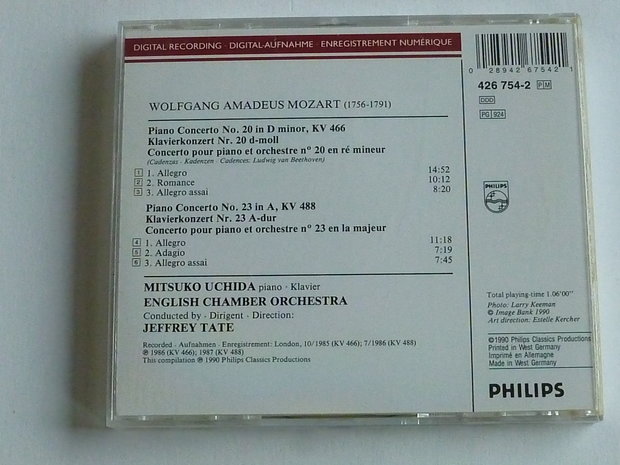 DIGITAL RECORDING · DIGITAL-AUFNAHME · ENREGISTREMENT NUMÉRIQUE
WOLFGANG AMADEUS MOZART (1756-1791)
Piano Concerto No. 20 in D minor, KV 466
Klavierkonzert Nr. 20 d-moll
Concerto pour piano et orchestre n° 20 en ré mineur
(Cadenzas · Kadenzen · Cadences: Ludwig van Beethoven)
1 1. Allegro 14:52
2 2. Romance 10:12
3 3. Allegro assai 8:20
Piano Concerto No. 23 in A, KV 488
Klavierkonzert Nr. 23 A-dur
Concerto pour piano et orchestre n° 23 en la majeur
4 1. Allegro 11:18
5 2. Adagio 7:19
6 3. Allegro assai 7:45
MITSUKO UCHIDA piano · Klavier
ENGLISH CHAMBER ORCHESTRA
Conducted by · Dirigent · Direction:
JEFFREY TATE
Recorded · Aufnahmen · Enregistrement: London, 10/1985 (KV 466); 7/1986 (KV 488)
℗ 1986 (KV 466); 1987 (KV 488)
This compilation ℗ 1990 Philips Classics Productions
0 28942 67542 1
426 754-2 PM
DDD
PG 924
PHILIPS
Total playing-time 1.06'00"
Photo: Larry Keeman
© Image Bank 1990
Art direction: Estelle Kercher
© 1990 Philips Classics Productions
Printed in West Germany
Imprimé en Allemagne
Made in West Germany
PHILIPS